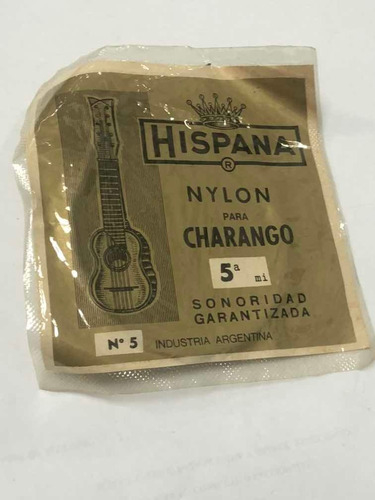 HISPANA
®
NYLON
PARA
CHARANGO
5ª mi
SONORIDAD
GARANTIZADA
Nº 5 INDUSTRIA ARGENTINA